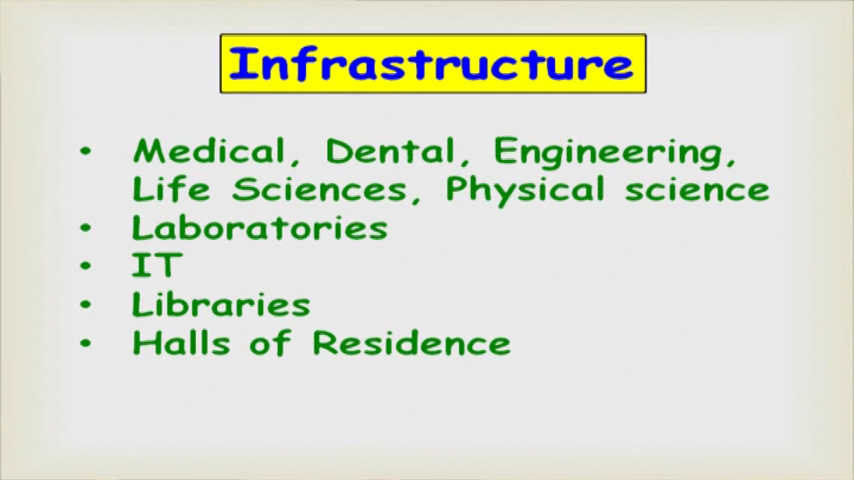 Infrastructure
• Medical, Dental, Engineering,
Life Sciences, Physical science
• Laboratories
• IT
• Libraries
• Halls of Residence